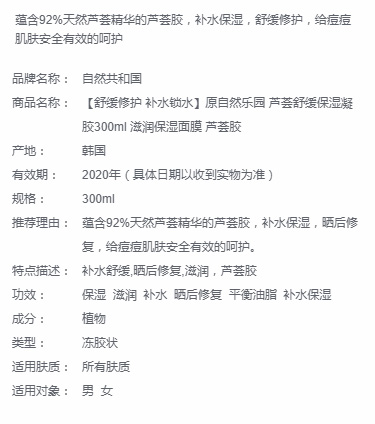 蕴含92%天然芦荟精华的芦荟胶，补水保湿，舒缓修护，给痘痘
肌肤安全有效的呵护
品牌名称： 自然共和国
商品名称： 【舒缓修护 补水锁水】原自然乐园 芦荟舒缓保湿凝
胶300ml 滋润保湿面膜 芦荟胶
产地： 韩国
有效期： 2020年（具体日期以收到实物为准）
规格： 300ml
推荐理由： 蕴含92%天然芦荟精华的芦荟胶，补水保湿，晒后修
复，给痘痘肌肤安全有效的呵护。
特点描述： 补水舒缓,晒后修复,滋润，芦荟胶
功效： 保湿 滋润 补水 晒后修复 平衡油脂 补水保湿
成分： 植物
类型： 冻胶状
适用肤质： 所有肤质
适用对象： 男 女